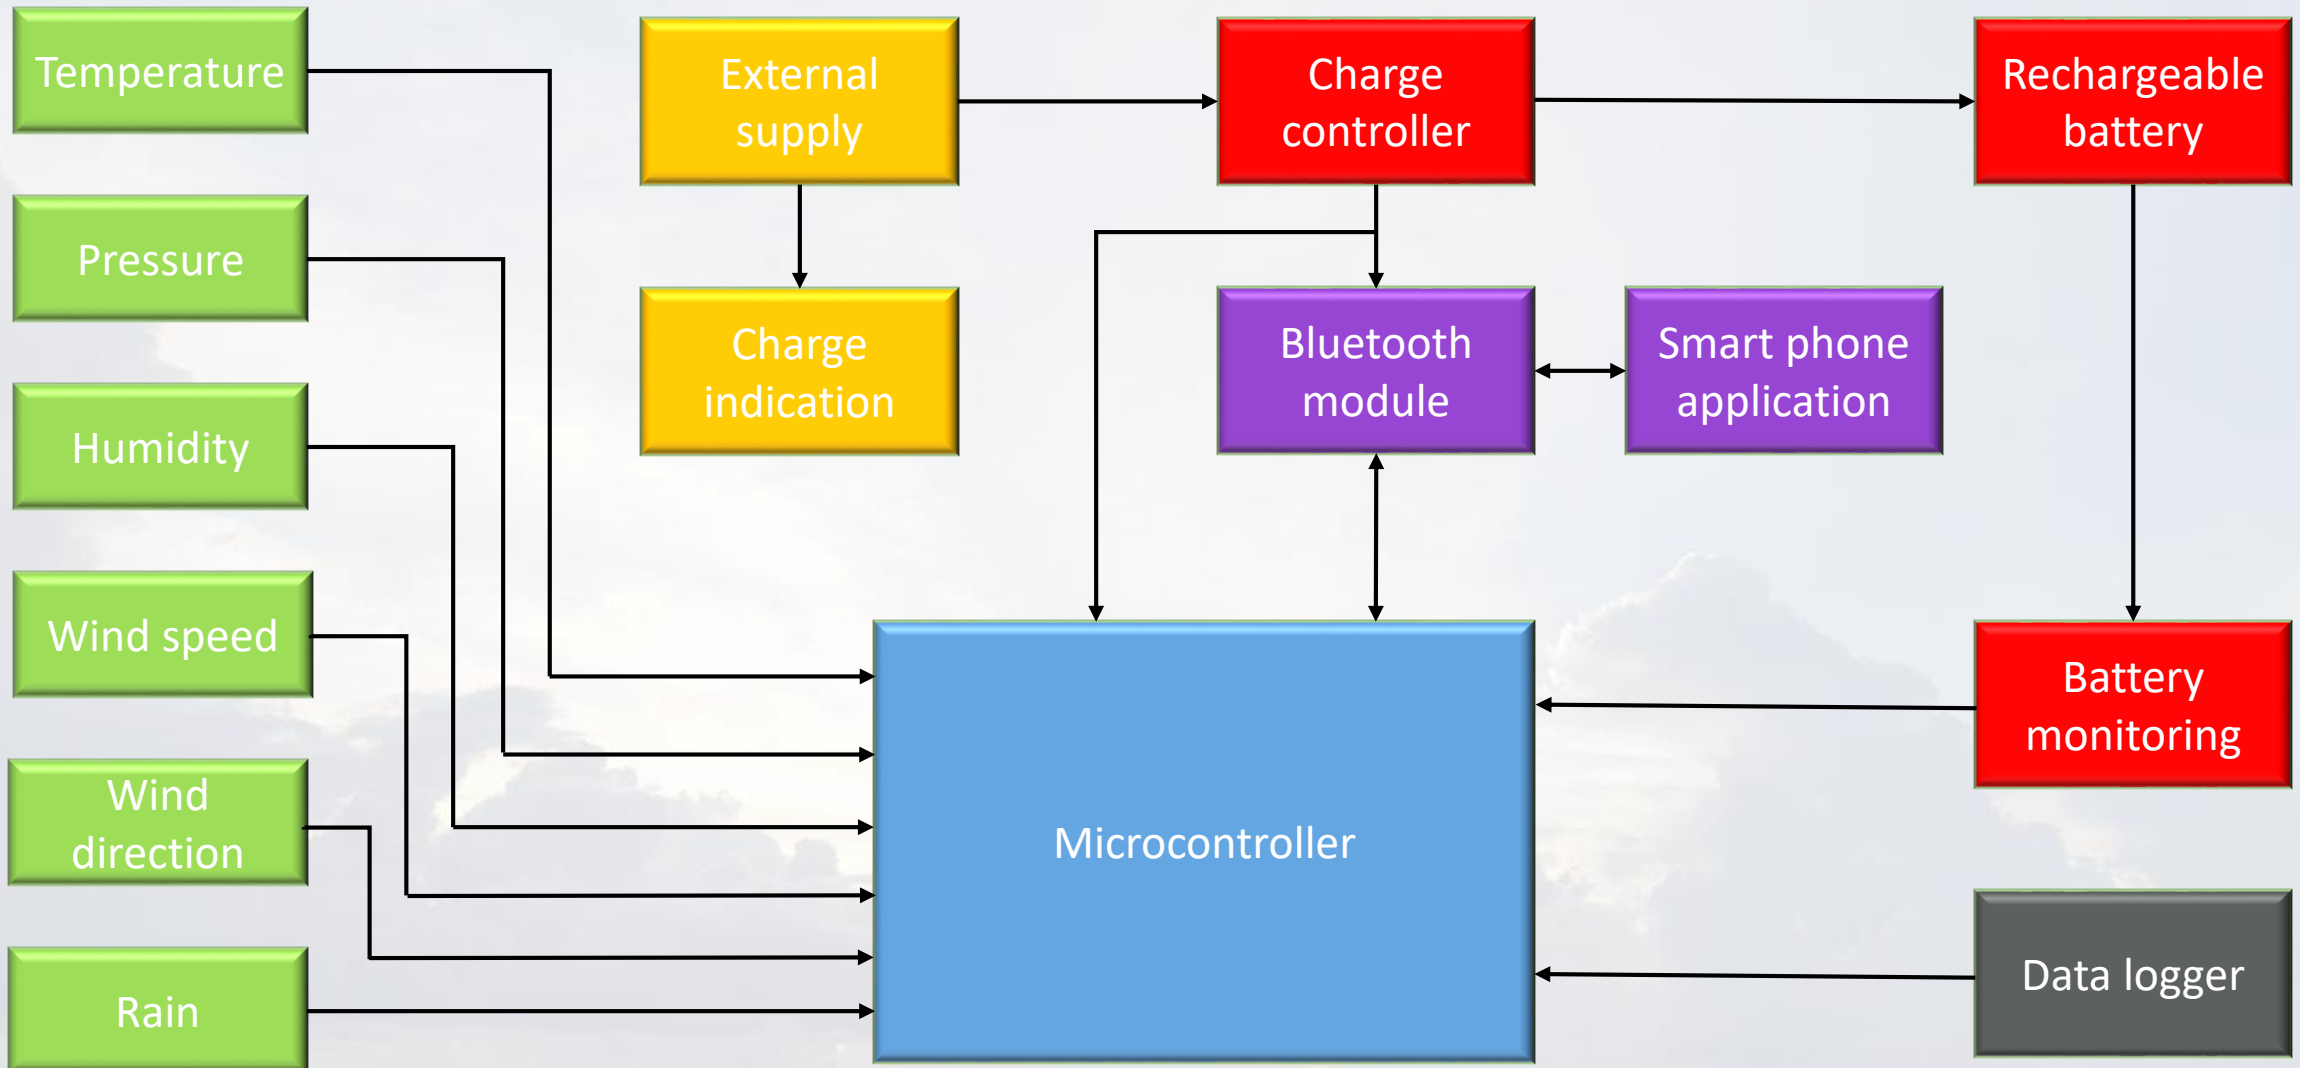 Temperature
Pressure
Humidity
Wind speed
Wind
direction
Rain
External
supply
Charge
indication
Charge
controller
Bluetooth
module
Smart phone
application
Rechargeable
battery
Microcontroller
Battery
monitoring
Data logger